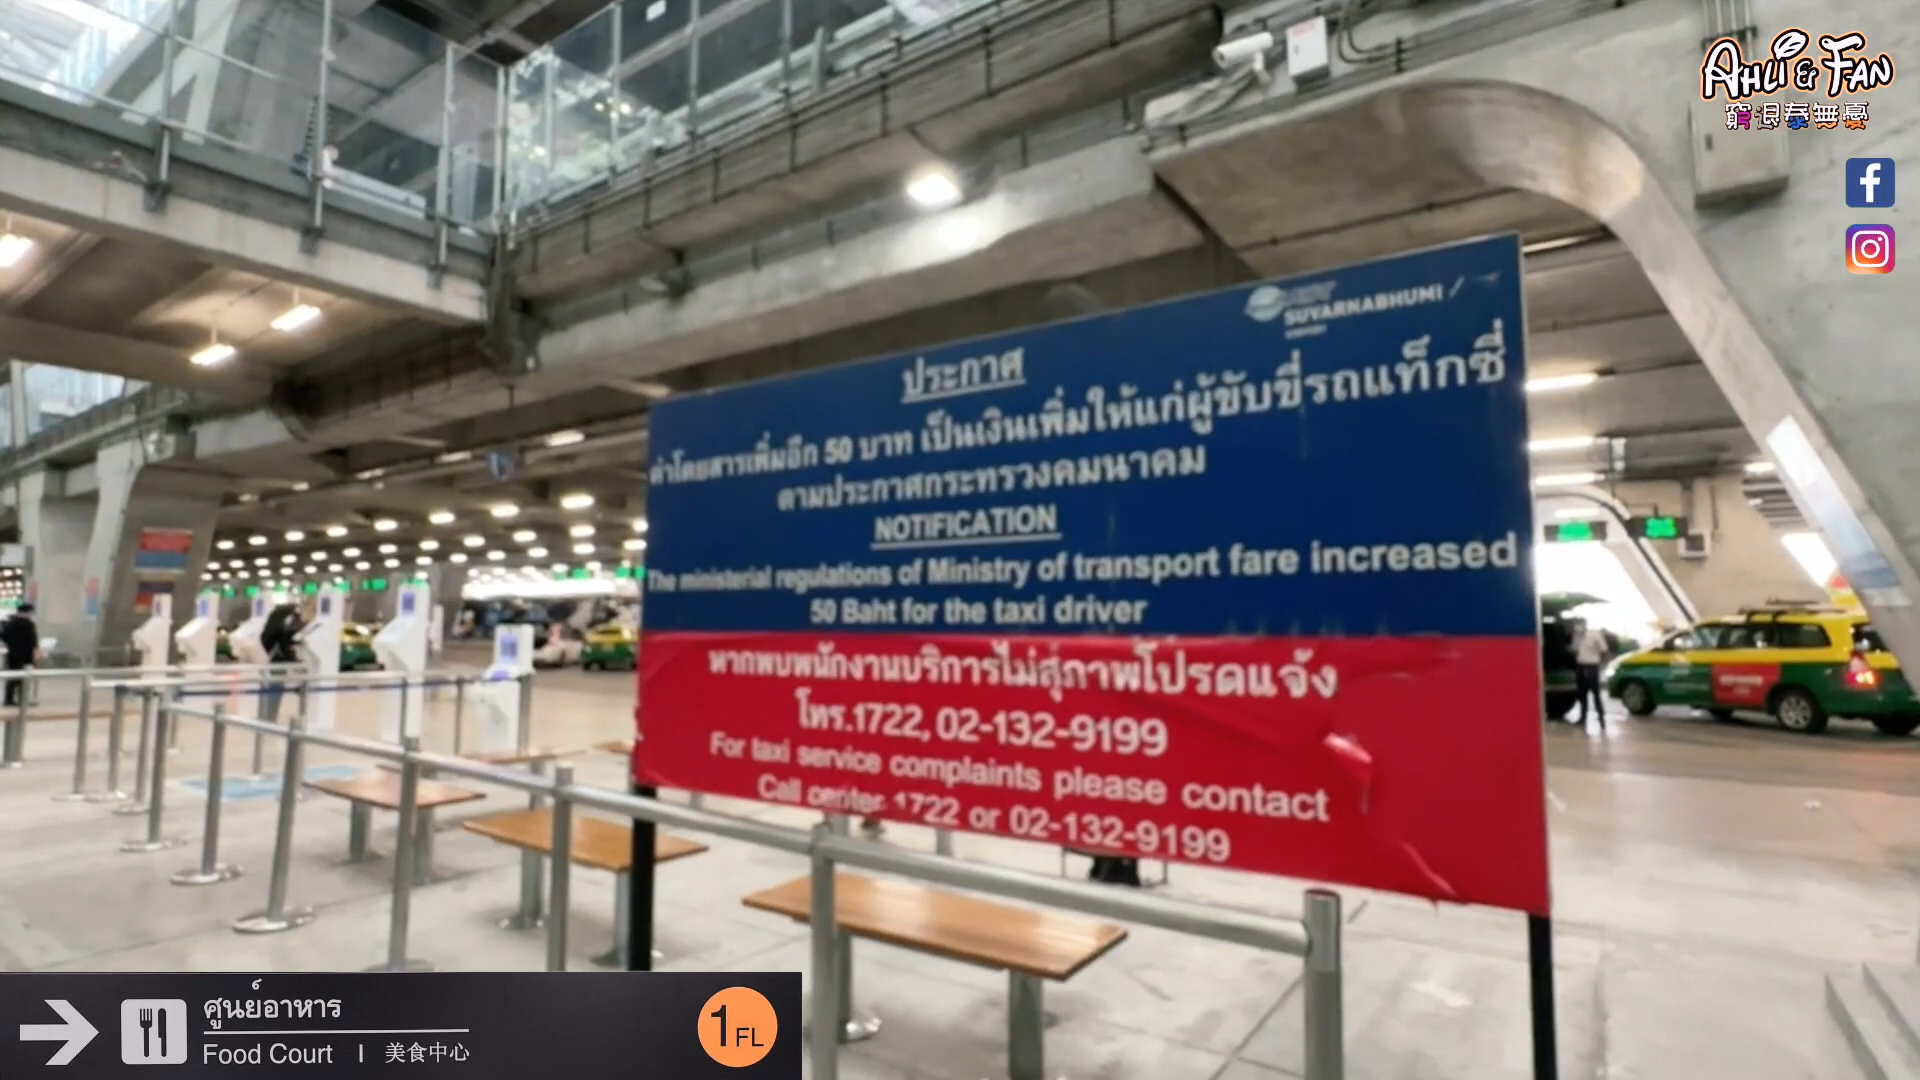 AHLI & FAN
窮退泰無憂
SUVARNABHUMI
ประกาศ
ค่าโดยสารเพิ่มอีก 50 บาท เป็นเงินเพิ่มให้แก่ผู้ขับขี่รถแท็กซี่
ตามประกาศกระทรวงคมนาคม
NOTIFICATION
The ministerial regulations of Ministry of transport fare increased
50 Baht for the taxi driver
หากพบพนักงานบริการไม่สุภาพโปรดแจ้ง
โทร.1722, 02-132-9199
For taxi service complaints please contact
Call center 1722 or 02-132-9199
ศูนย์อาหาร
Food Court | 美食中心
1 FL